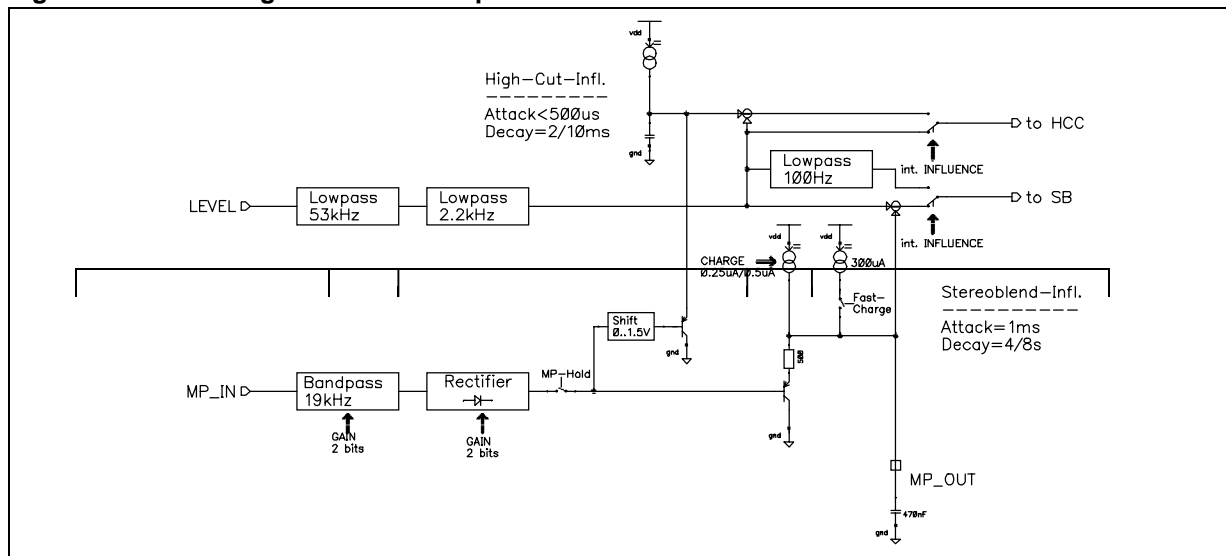 vdd
=
High-Cut-Infl.
Attack<500us
Decay=2/10ms
gnd
to HCC
Lowpass
100Hz
int. INFLUENCE
LEVEL
Lowpass
53kHz
Lowpass
2.2kHz
to SB
int. INFLUENCE
vdd
=
vdd
=
CHARGE
0.25uA/0.5uA
300uA
Fast-
Charge
Stereoblend-Infl.
Attack=1ms
Decay=4/8s
Shift
0..1.5V
gnd
500
MP-Hold
MP_IN
Bandpass
19kHz
Rectifier
GAIN
2 bits
GAIN
2 bits
gnd
MP_OUT
470nF
gnd